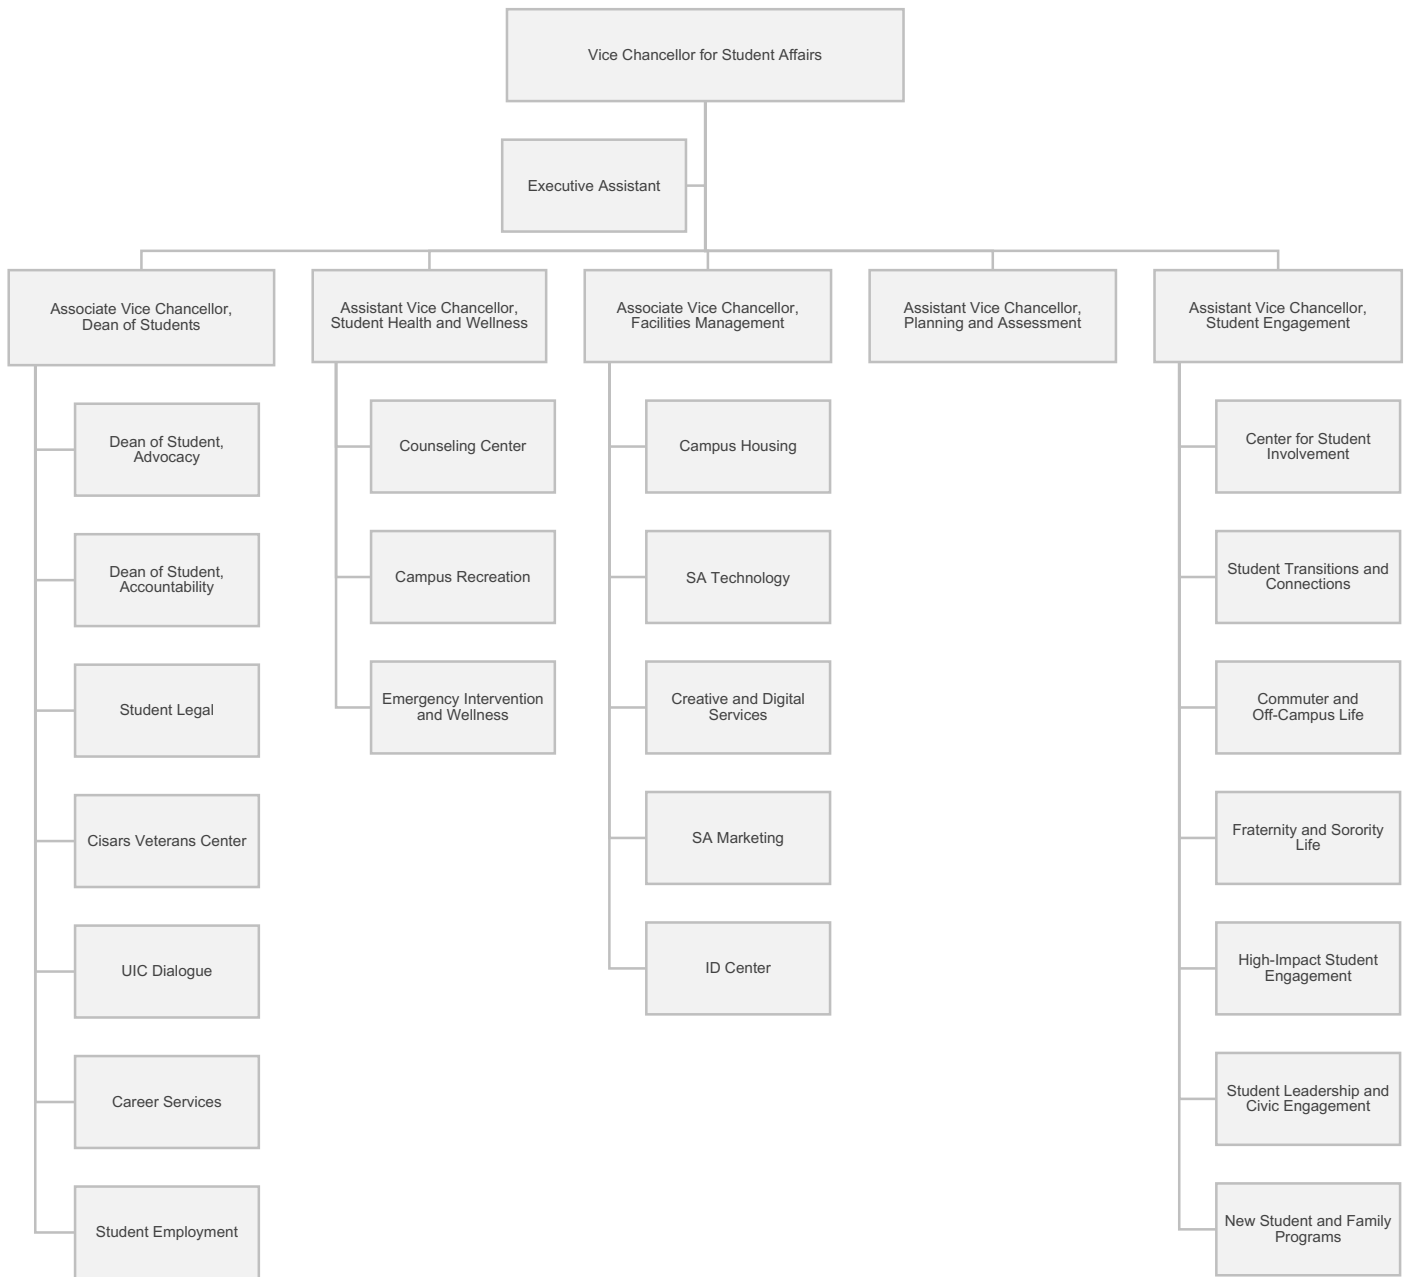 Vice Chancellor for Student Affairs
Executive Assistant
Associate Vice Chancellor,
Dean of Students
Assistant Vice Chancellor,
Student Health and Wellness
Associate Vice Chancellor,
Facilities Management
Assistant Vice Chancellor,
Planning and Assessment
Assistant Vice Chancellor,
Student Engagement
Dean of Student,
Advocacy
Dean of Student,
Accountability
Student Legal
Cisars Veterans Center
UIC Dialogue
Career Services
Student Employment
Counseling Center
Campus Recreation
Emergency Intervention
and Wellness
Campus Housing
SA Technology
Creative and Digital
Services
SA Marketing
ID Center
Center for Student
Involvement
Student Transitions and
Connections
Commuter and
Off-Campus Life
Fraternity and Sorority
Life
High-Impact Student
Engagement
Student Leadership and
Civic Engagement
New Student and Family
Programs